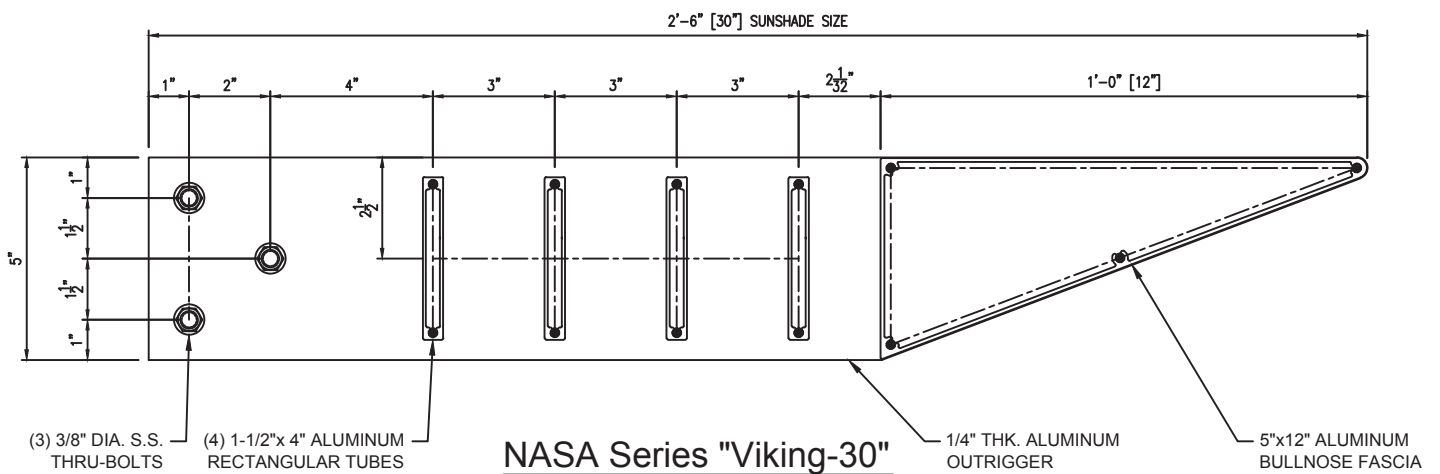 2'-6" [30"] SUNSHADE SIZE
1" 2" 4" 3" 3" 3" 2 1/32" 1'-0" [12"]
1"
1 1/2"
1 1/2"
1"
5"
2 1/2"
(3) 3/8" DIA. S.S.
THRU-BOLTS
(4) 1-1/2"x 4" ALUMINUM
RECTANGULAR TUBES
NASA Series "Viking-30"
1/4" THK. ALUMINUM
OUTRIGGER
5"x12" ALUMINUM
BULLNOSE FASCIA